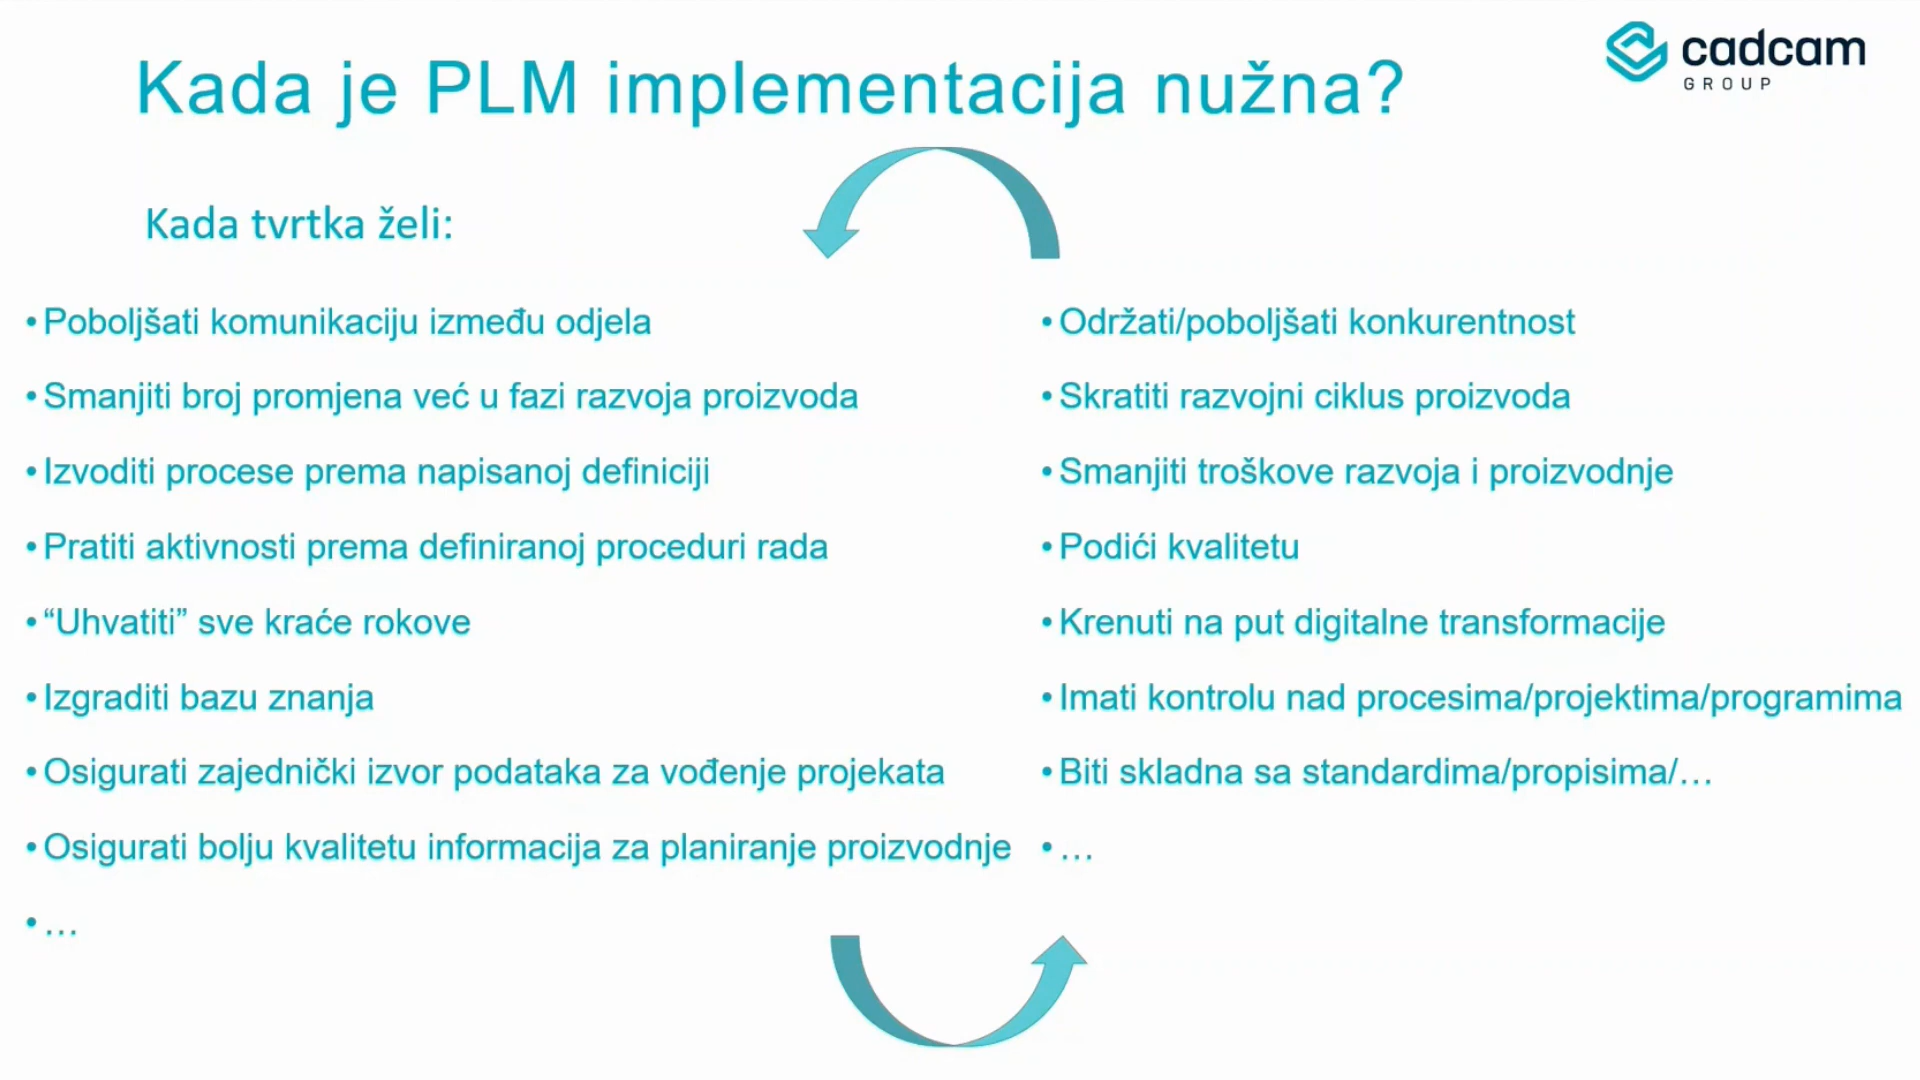 Kada je PLM implementacija nužna?
cadcam
GROUP
Kada tvrtka želi:
• Poboljšati komunikaciju između odjela
• Smanjiti broj promjena već u fazi razvoja proizvoda
• Izvoditi procese prema napisanoj definiciji
• Pratiti aktivnosti prema definiranoj proceduri rada
• “Uhvatiti” sve kraće rokove
• Izgraditi bazu znanja
• Osigurati zajednički izvor podataka za vođenje projekata
• Osigurati bolju kvalitetu informacija za planiranje proizvodnje
• …
• Održati/poboljšati konkurentnost
• Skratiti razvojni ciklus proizvoda
• Smanjiti troškove razvoja i proizvodnje
• Podići kvalitetu
• Krenuti na put digitalne transformacije
• Imati kontrolu nad procesima/projektima/programima
• Biti skladna sa standardima/propisima/…
• …